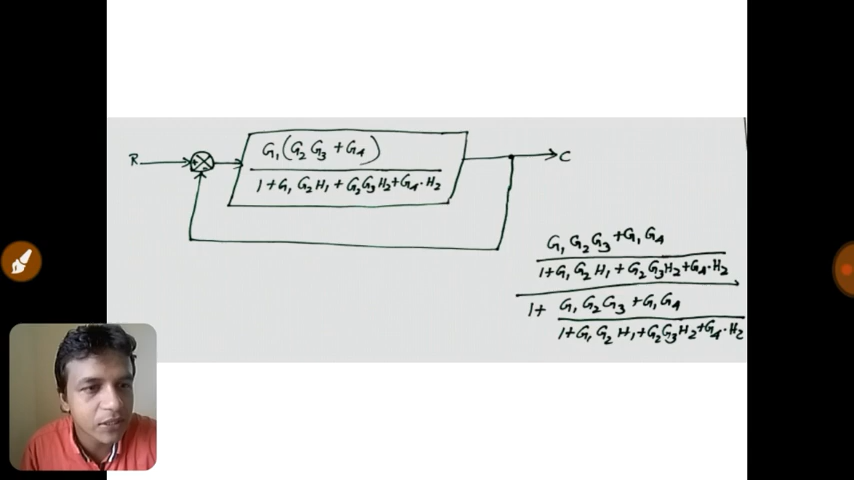 R
+
-
G₁(G₂G₃+G₄)
1+G₁G₂H₁+G₂G₃H₂+G₄·H₂
C
G₁G₂G₃+G₁G₄
1+G₁G₂H₁+G₂G₃H₂+G₄·H₂
1+ G₁G₂G₃+G₁G₄
1+G₁G₂H₁+G₂G₃H₂+G₄·H₂